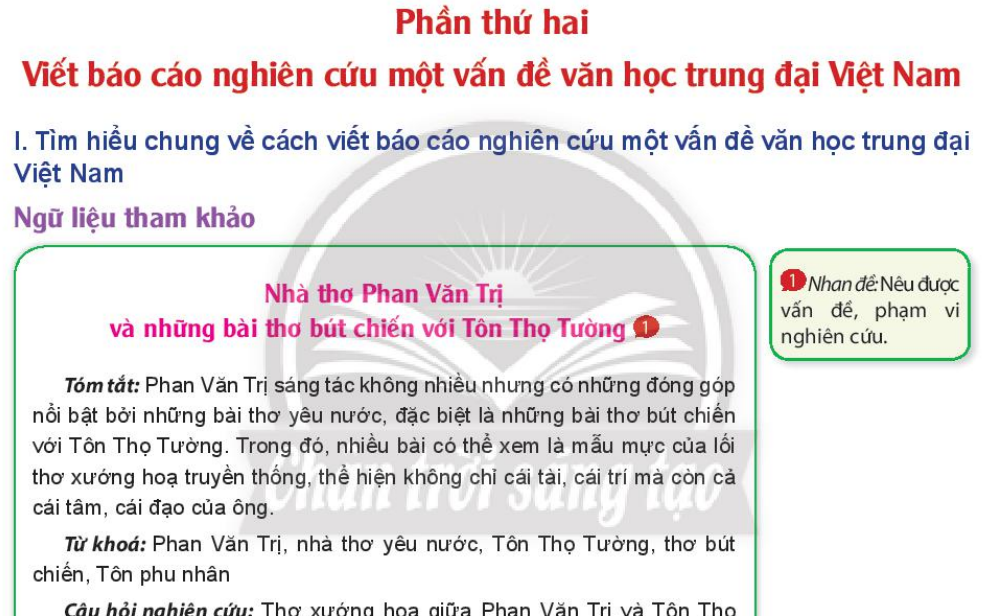 Phần thứ hai
Viết báo cáo nghiên cứu một vấn đề văn học trung đại Việt Nam
I. Tìm hiểu chung về cách viết báo cáo nghiên cứu một vấn đề văn học trung đại
Việt Nam
Ngữ liệu tham khảo
Nhà thơ Phan Văn Trị
và những bài thơ bút chiến với Tôn Thọ Tường 1
Tóm tắt: Phan Văn Trị sáng tác không nhiều nhưng có những đóng góp
nổi bật bởi những bài thơ yêu nước, đặc biệt là những bài thơ bút chiến
với Tôn Thọ Tường. Trong đó, nhiều bài có thể xem là mẫu mực của lối
thơ xướng hoạ truyền thống, thể hiện không chỉ cái tài, cái trí mà còn cả
cái tâm, cái đạo của ông.
Từ khoá: Phan Văn Trị, nhà thơ yêu nước, Tôn Thọ Tường, thơ bút
chiến, Tôn phu nhân
Câu hỏi nghiên cứu: Thơ xướng hoạ giữa Phan Văn Trị và Tôn Thọ
1 Nhan đề: Nêu được
vấn đề, phạm vi
nghiên cứu.
Chân trời sáng tạo